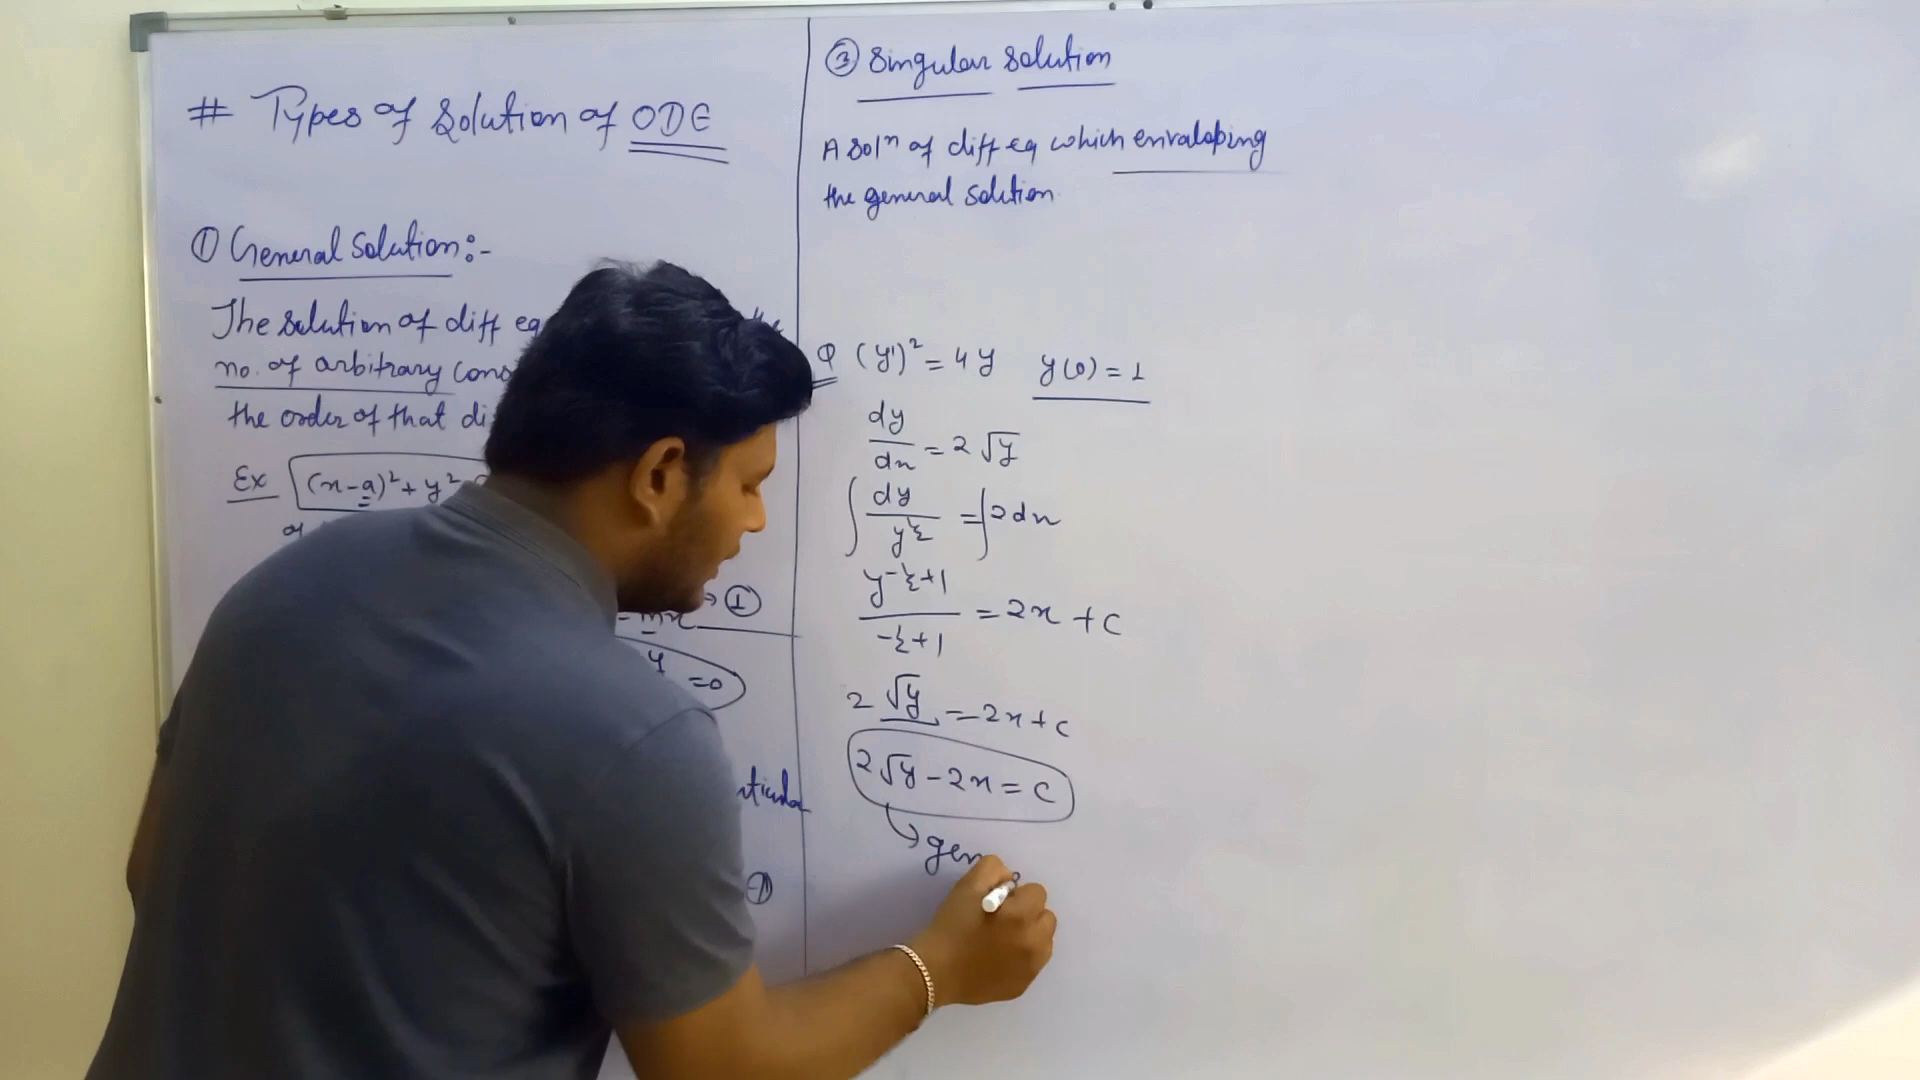 # Types of Solution of ODE
① General Solution:-
The Solution of diff eq
no. of arbitrary cons
the order of that di
Ex (x-a)² + y²
-mx → ①
y =0
rticular
①
③ Singular Solution
A solⁿ of diff eq which envaloping
the general Solution
Q (y')² = 4y y(0) = 1
dy/dx = 2√y
∫ dy/y^½ = ∫2dx
y^-½+1 / -½+1 = 2x + c
2√y = 2x + c
2√y - 2x = c
→ gen